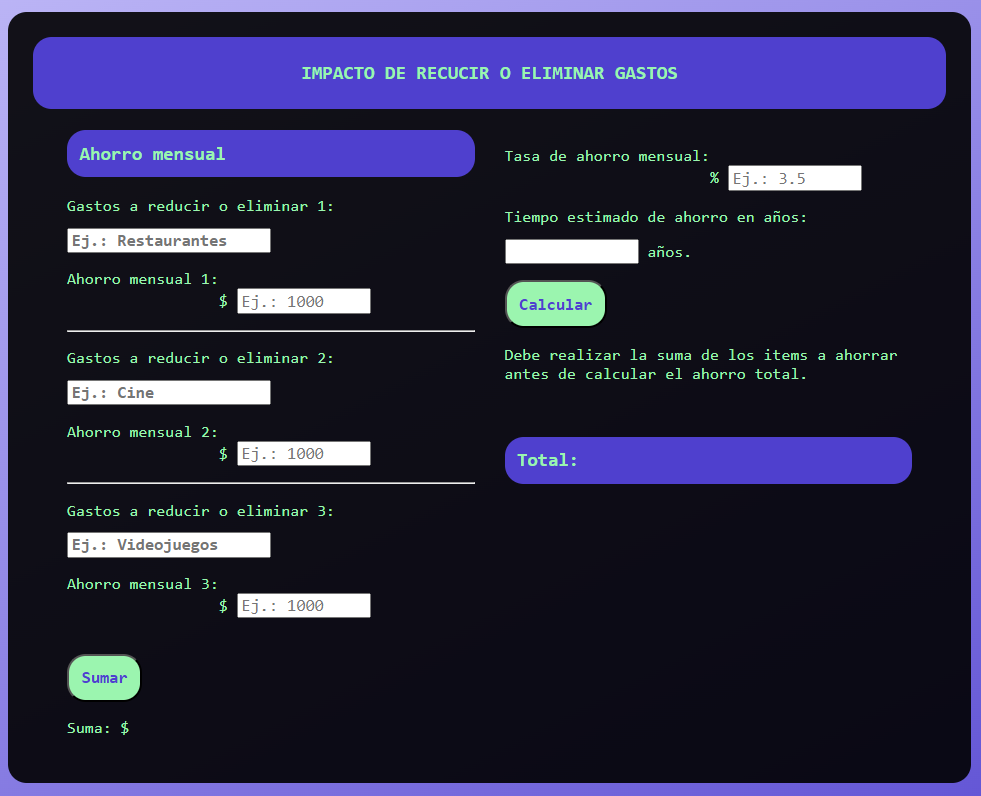 IMPACTO DE RECUCIR O ELIMINAR GASTOS
Ahorro mensual
Gastos a reducir o eliminar 1:
Ej.: Restaurantes
Ahorro mensual 1:
$ Ej.: 1000
Gastos a reducir o eliminar 2:
Ej.: Cine
Ahorro mensual 2:
$ Ej.: 1000
Gastos a reducir o eliminar 3:
Ej.: Videojuegos
Ahorro mensual 3:
$ Ej.: 1000
Sumar
Suma: $
Tasa de ahorro mensual:
% Ej.: 3.5
Tiempo estimado de ahorro en años:
años.
Calcular
Debe realizar la suma de los items a ahorrar
antes de calcular el ahorro total.
Total: